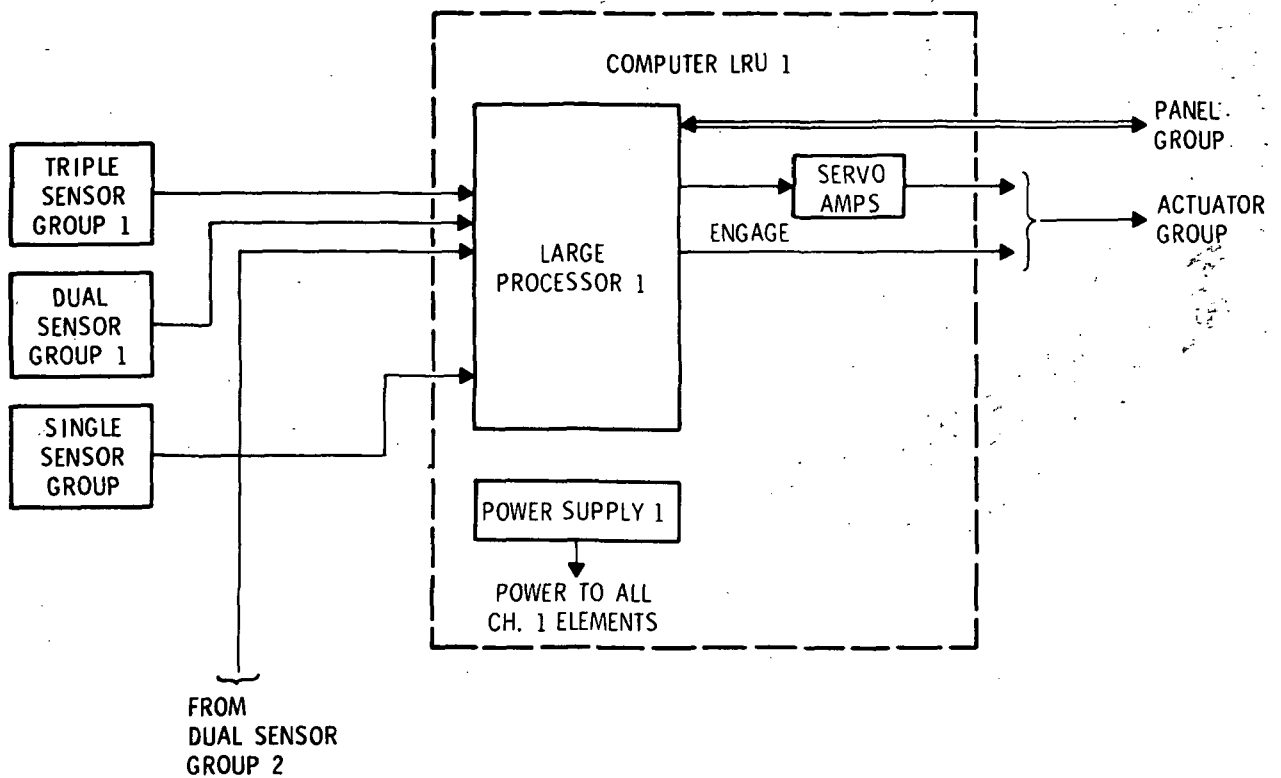 COMPUTER LRU 1
PANEL
GROUP
TRIPLE
SENSOR
GROUP 1
SERVO
AMPS
ACTUATOR
GROUP
ENGAGE
LARGE
PROCESSOR 1
DUAL
SENSOR
GROUP 1
SINGLE
SENSOR
GROUP
POWER SUPPLY 1
POWER TO ALL
CH. 1 ELEMENTS
FROM
DUAL SENSOR
GROUP 2